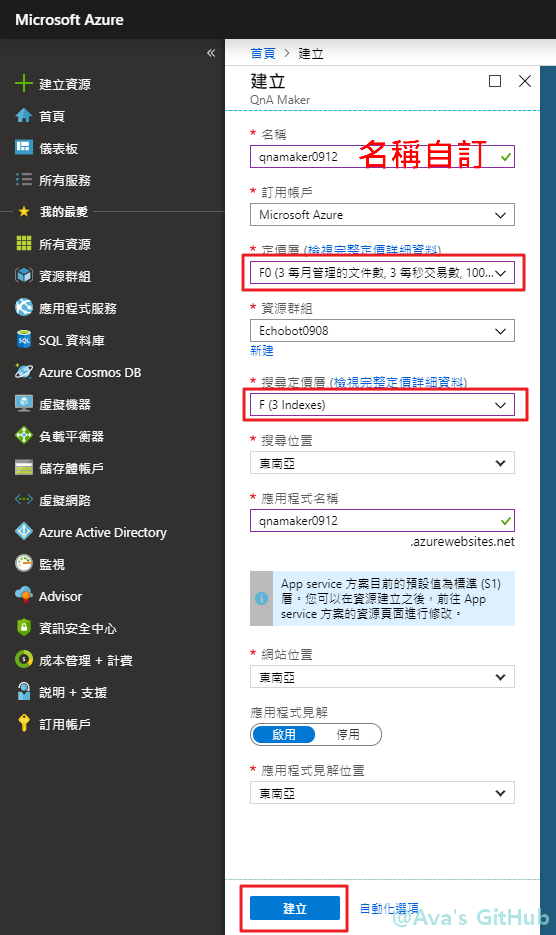 Microsoft Azure
«
建立資源
首頁
儀表板
所有服務
我的最愛
所有資源
資源群組
應用程式服務
SQL 資料庫
Azure Cosmos DB
虛擬機器
負載平衡器
儲存體帳戶
虛擬網路
Azure Active Directory
監視
Advisor
資訊安全中心
成本管理 + 計費
說明 + 支援
訂用帳戶
首頁 > 建立
建立
QnA Maker
* 名稱
qnamaker0912
名稱自訂
* 訂用帳戶
Microsoft Azure
* 定價層 (檢視完整定價詳細資料)
F0 (3 每月管理的文件數, 3 每秒交易數, 100...
* 資源群組
Echobot0908
新建
* 搜尋定價層 (檢視完整定價詳細資料)
F (3 Indexes)
* 搜尋位置
東南亞
* 應用程式名稱
qnamaker0912
.azurewebsites.net
App service 方案目前的預設值為標準 (S1)
層。您可以在資源建立之後，前往 App
service 方案的資源頁面進行修改。
* 網站位置
東南亞
應用程式見解
啟用 停用
* 應用程式見解位置
東南亞
建立
自動化選項
@Ava's GitHub